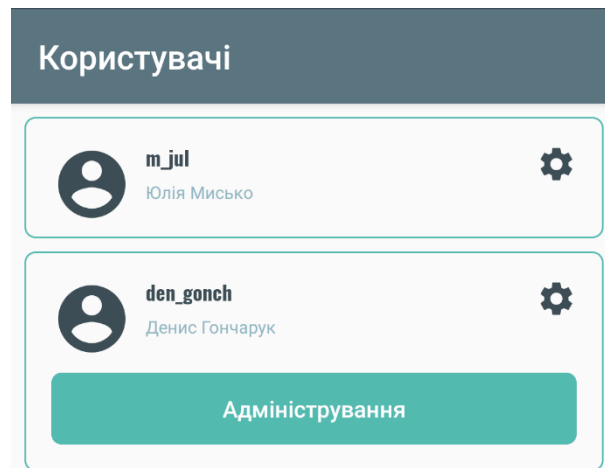 Користувачі
m_jul
Юлія Мисько
den_gonch
Денис Гончарук
Адміністрування